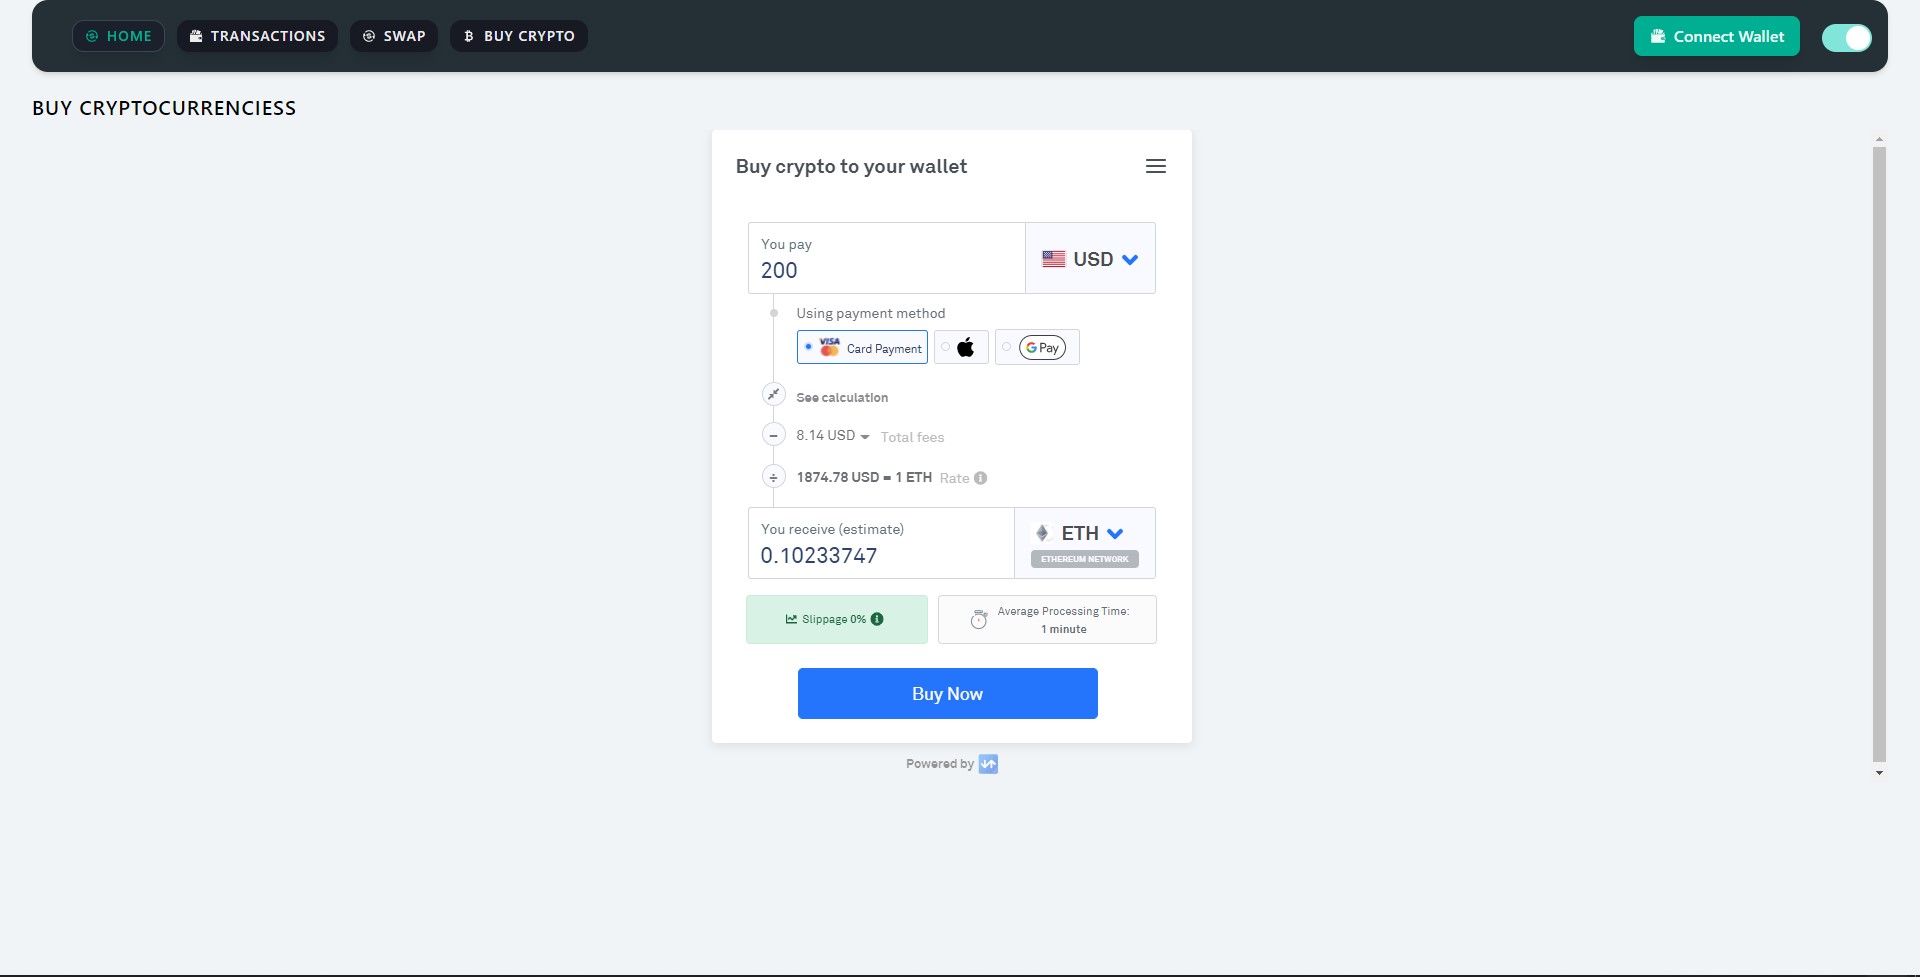 HOME TRANSACTIONS SWAP BUY CRYPTO Connect Wallet
BUY CRYPTOCURRENCIESS
Buy crypto to your wallet
You pay
200
USD
Using payment method
VISA Card Payment G Pay
See calculation
8.14 USD Total fees
1874.78 USD = 1 ETH Rate
You receive (estimate)
0.10233747
ETH
ETHEREUM NETWORK
Slippage 0%
Average Processing Time:
1 minute
Buy Now
Powered by